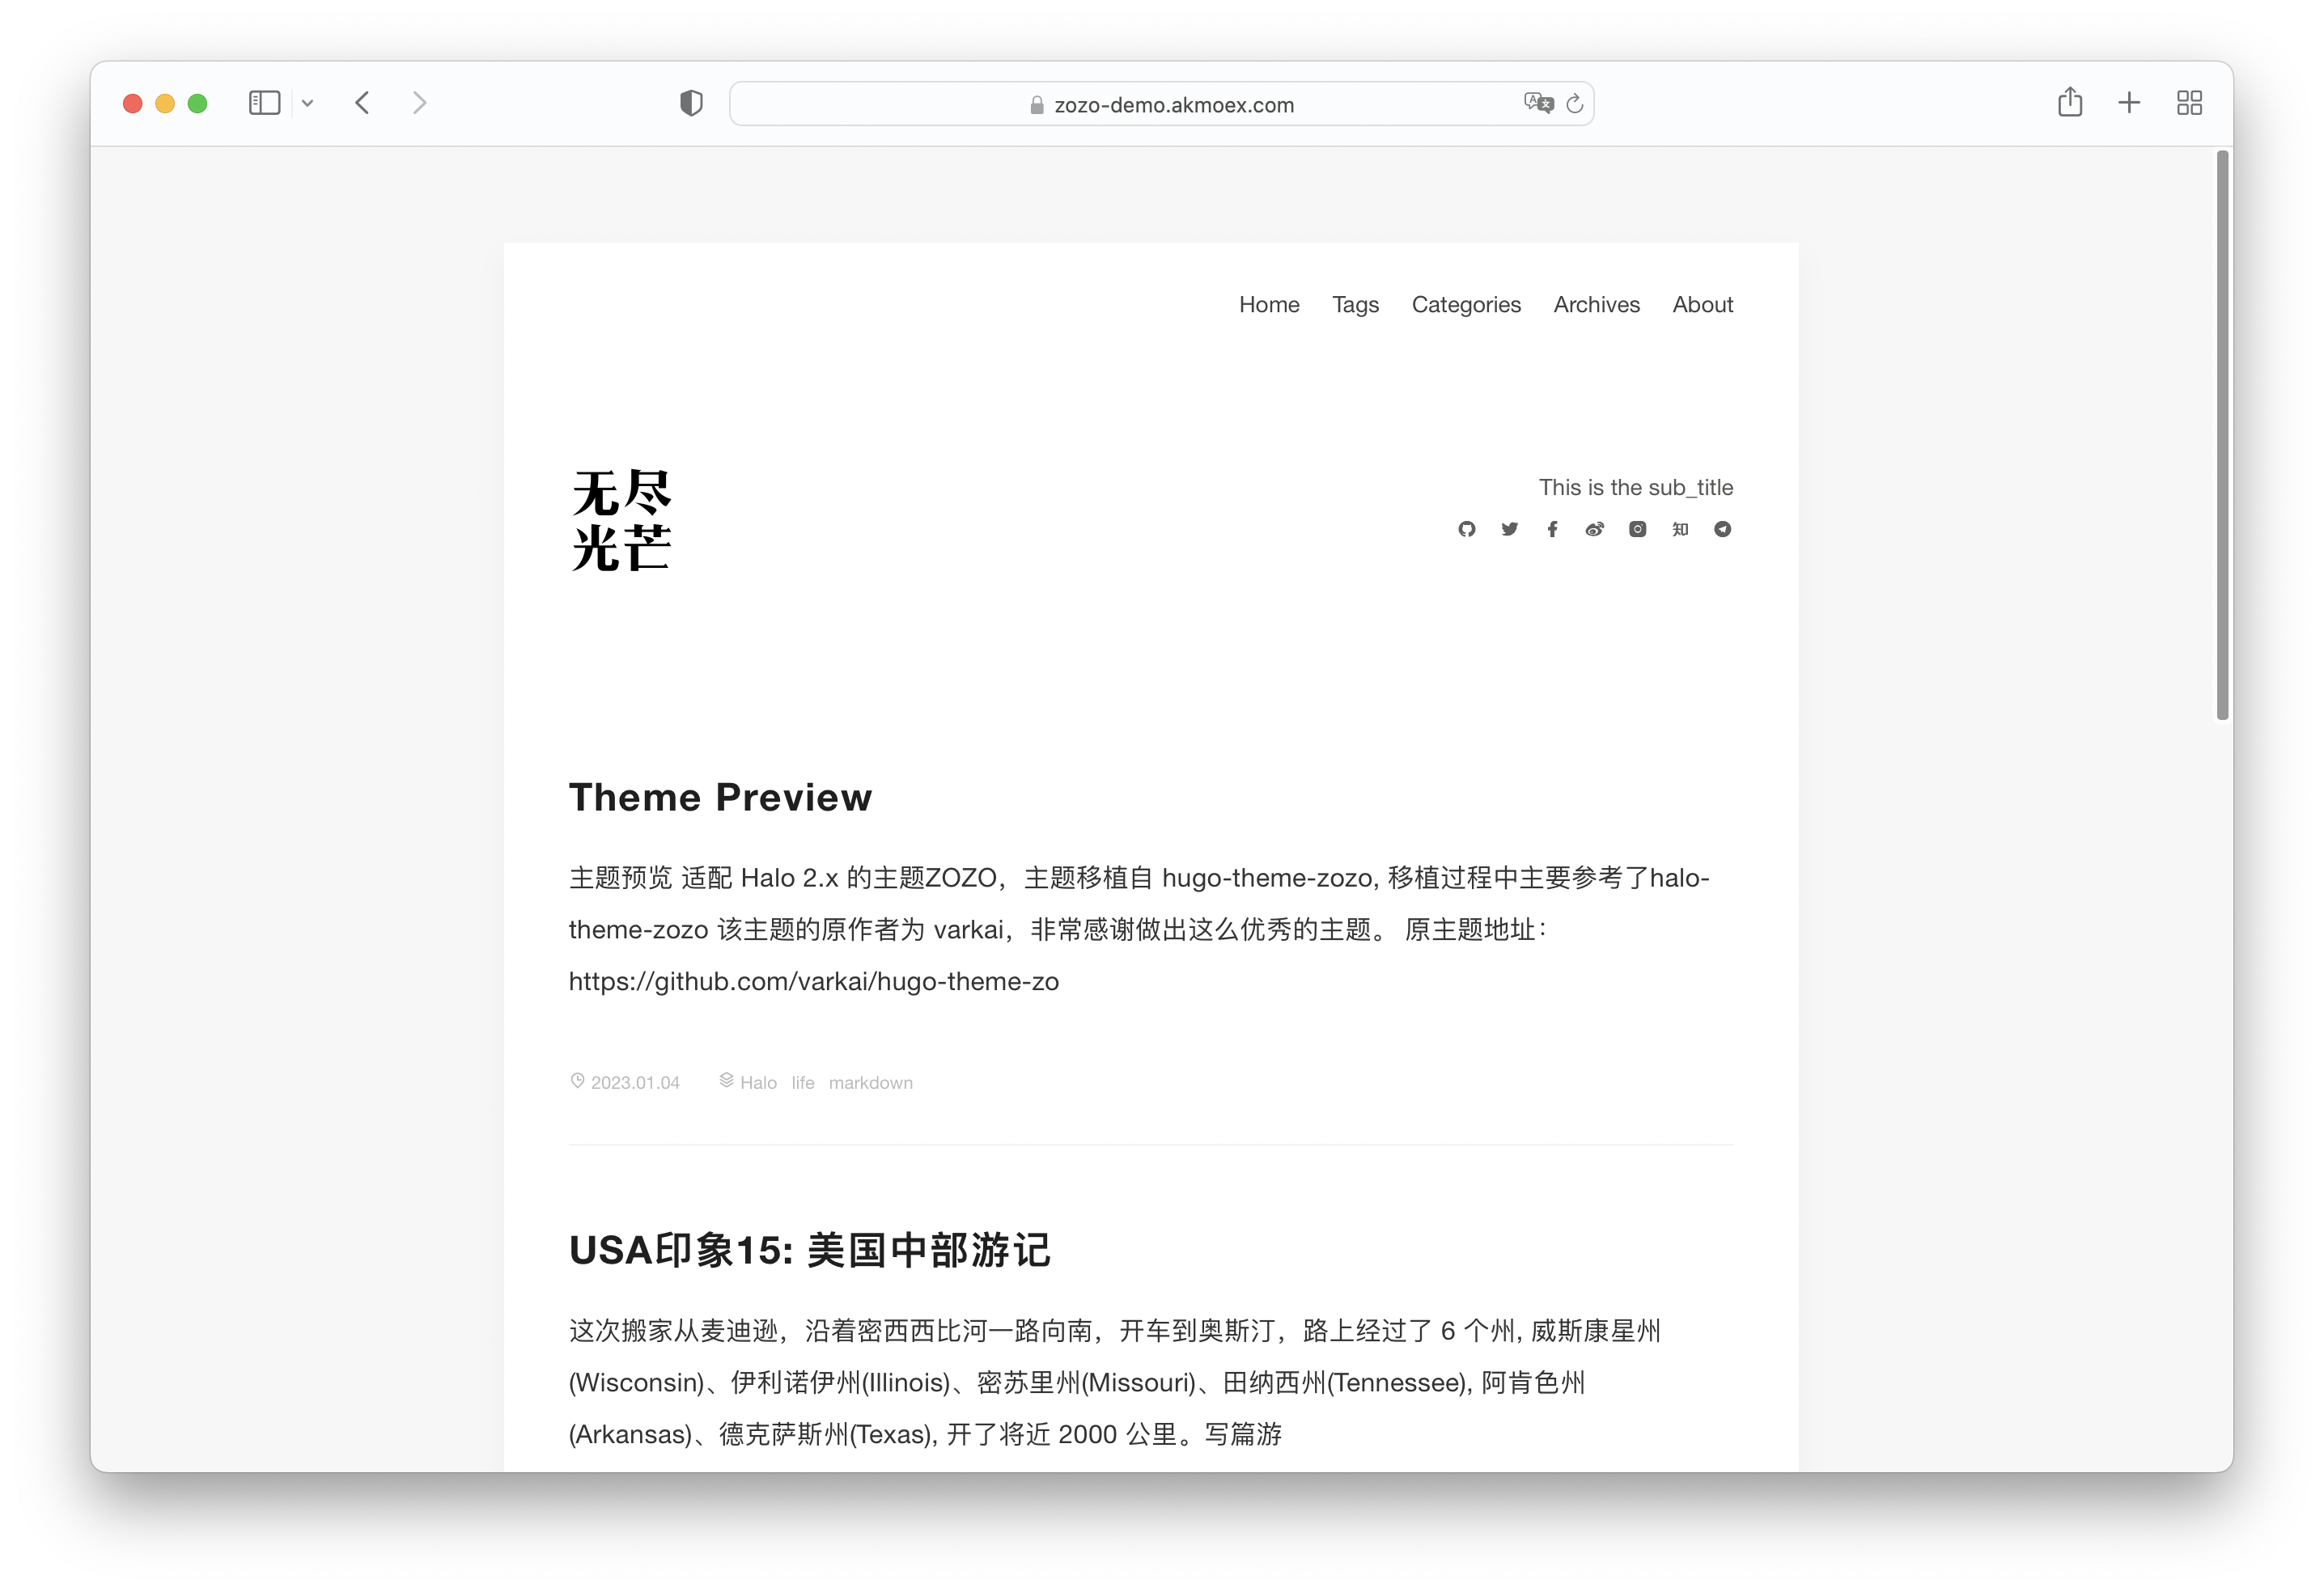 zozo-demo.akmoex.com
Home Tags Categories Archives About
无尽
光芒
This is the sub_title
知
Theme Preview
主题预览 适配 Halo 2.x 的主题ZOZO，主题移植自 hugo-theme-zozo, 移植过程中主要参考了halo-
theme-zozo 该主题的原作者为 varkai，非常感谢做出这么优秀的主题。 原主题地址：
https://github.com/varkai/hugo-theme-zo
2023.01.04 Halo life markdown
USA印象15: 美国中部游记
这次搬家从麦迪逊，沿着密西西比河一路向南，开车到奥斯汀，路上经过了 6 个州, 威斯康星州
(Wisconsin)、伊利诺伊州(Illinois)、密苏里州(Missouri)、田纳西州(Tennessee), 阿肯色州
(Arkansas)、德克萨斯州(Texas), 开了将近 2000 公里。写篇游